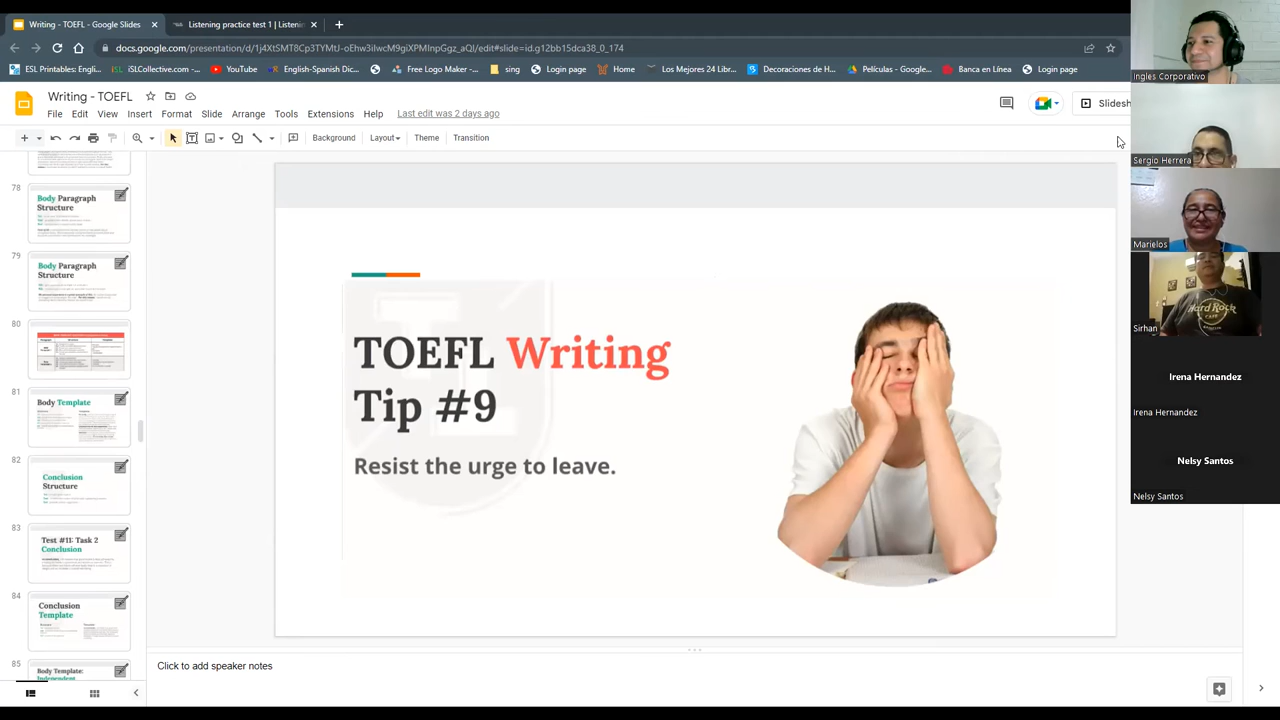 Writing - TOEFL - Google Slides
Listening practice test 1 | Listenin
docs.google.com/presentation/d/1j4XtSMT8Cp3TYMtJ-oEhw3iIwcM9giXPMInpGgz_aQI/edit#slide=id.g12bb15dca38_0_174
ESL Printables: Engli...
iSLCollective.com -...
YouTube
English-Spanish Dic...
Free Logo Maker -...
ing
Login page
Home
Los Mejores 24 Libr...
Decoraciones de H...
Películas - Google...
Banca en Línea
Login page
Writing - TOEFL
File Edit View Insert Format Slide Arrange Tools Extensions Help
Last edit was 2 days ago
Slidesh
Background Layout Theme Transition
78
Body Paragraph
Structure
79
Body Paragraph
Structure
80
81
Body Template
82
Conclusion
Structure
83
Test #11: Task 2
Conclusion
84
Conclusion
Template
85
Body Template:
Independent
TOEFL Writing
Tip #9
Resist the urge to leave.
Click to add speaker notes
Ingles Corporativo
Sergio Herrera
Marielos
HardRock
CAFE
Sirhan
Irena Hernandez
Irena Hernandez
Nelsy Santos
Nelsy Santos